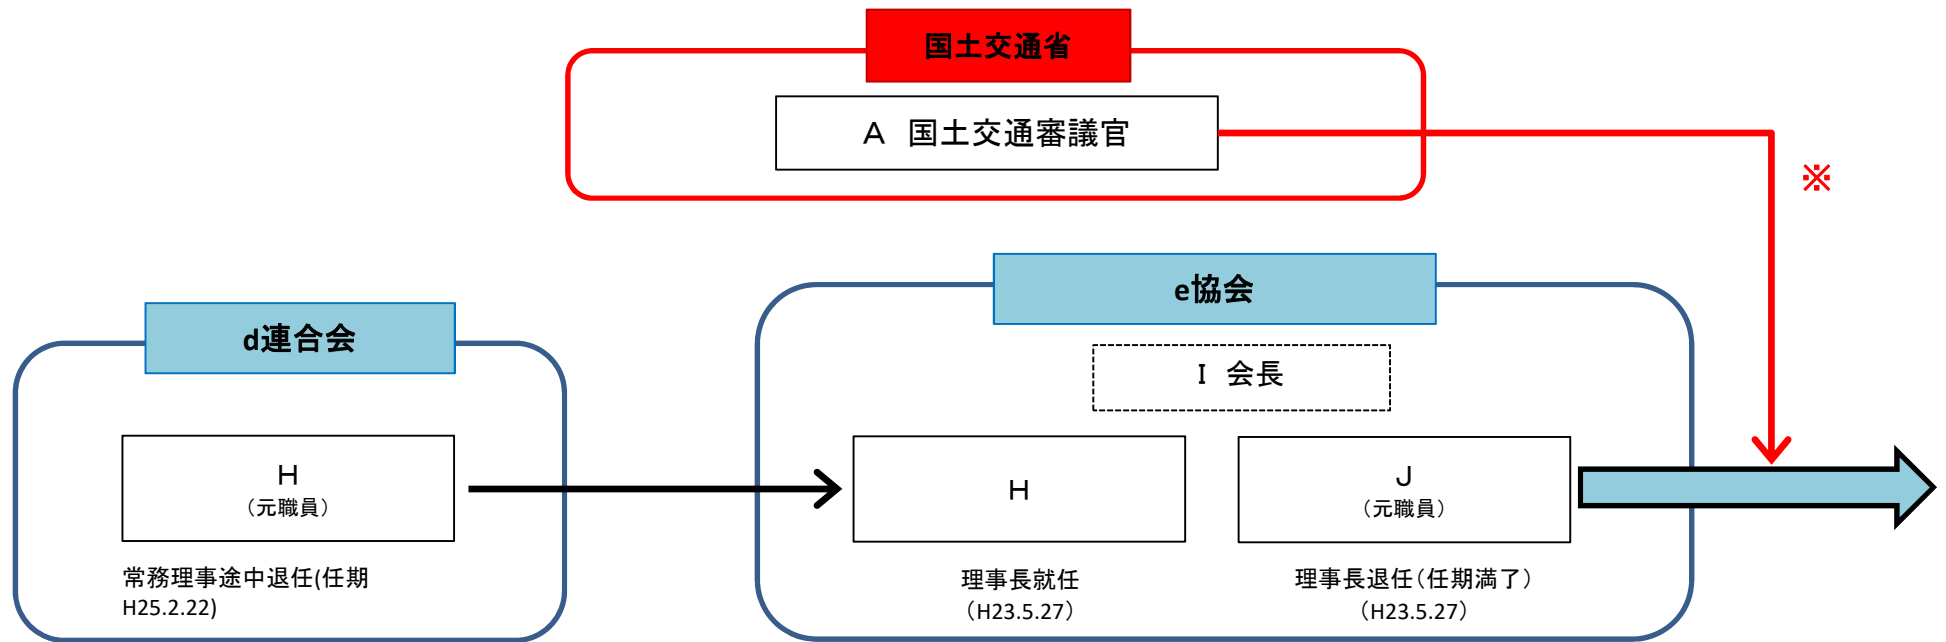 国土交通省
A　国土交通審議官
※
e協会
d連合会
I　会長
H
(元職員)
H
J
(元職員)
常務理事途中退任(任期
H25.2.22)
理事長就任
(H23.5.27)
理事長退任(任期満了)
(H23.5.27)